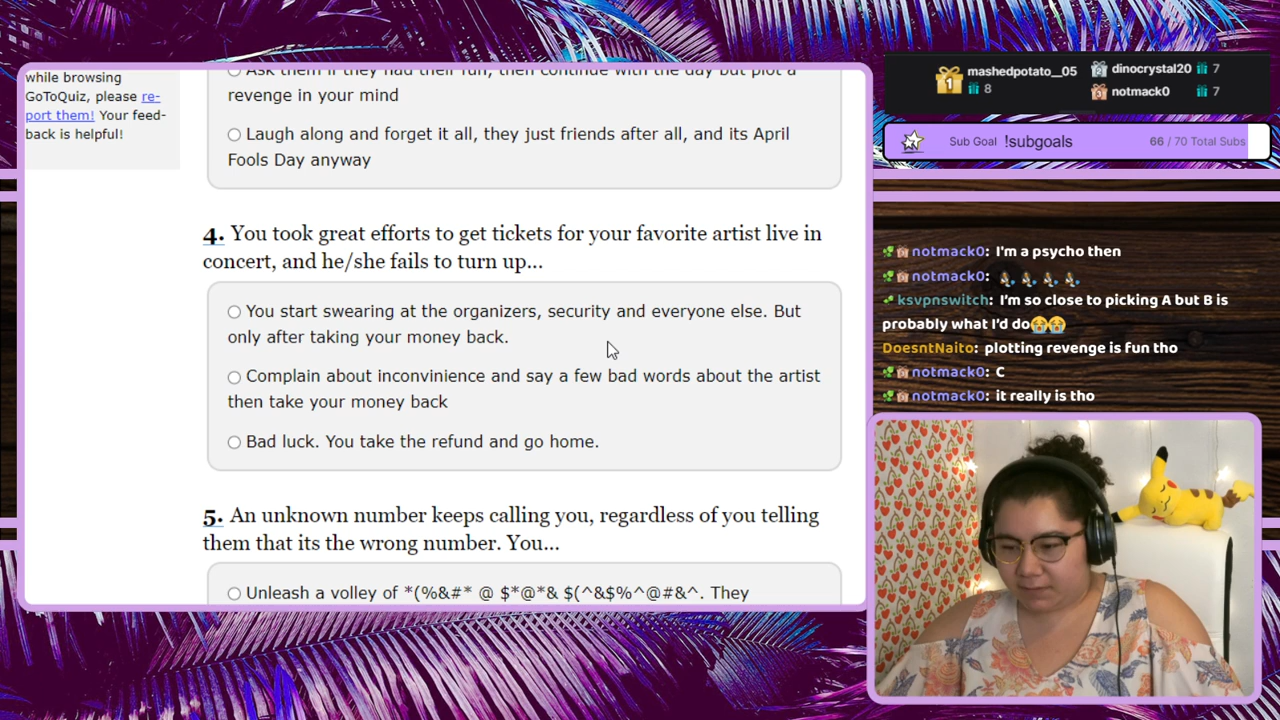 while browsing
GoToQuiz, please re-
port them! Your feed-
back is helpful!
Ask them if they had their fun, then continue with the day but plot a
revenge in your mind
Laugh along and forget it all, they just friends after all, and its April
Fools Day anyway
4. You took great efforts to get tickets for your favorite artist live in
concert, and he/she fails to turn up...
You start swearing at the organizers, security and everyone else. But
only after taking your money back.
Complain about inconvinience and say a few bad words about the artist
then take your money back
Bad luck. You take the refund and go home.
5. An unknown number keeps calling you, regardless of you telling
them that its the wrong number. You...
Unleash a volley of *(%&#* @ $*@*& $(^&$%^@#&^. They
1
mashedpotato__05
8
2
dinocrystal20 7
3
notmack0 7
Sub Goal !subgoals 66 / 70 Total Subs
notmack0: I'm a psycho then
notmack0:
ksvpnswitch: I'm so close to picking A but B is
probably what I'd do😭😭
DoesntNaito: plotting revenge is fun tho
notmack0: C
notmack0: it really is tho